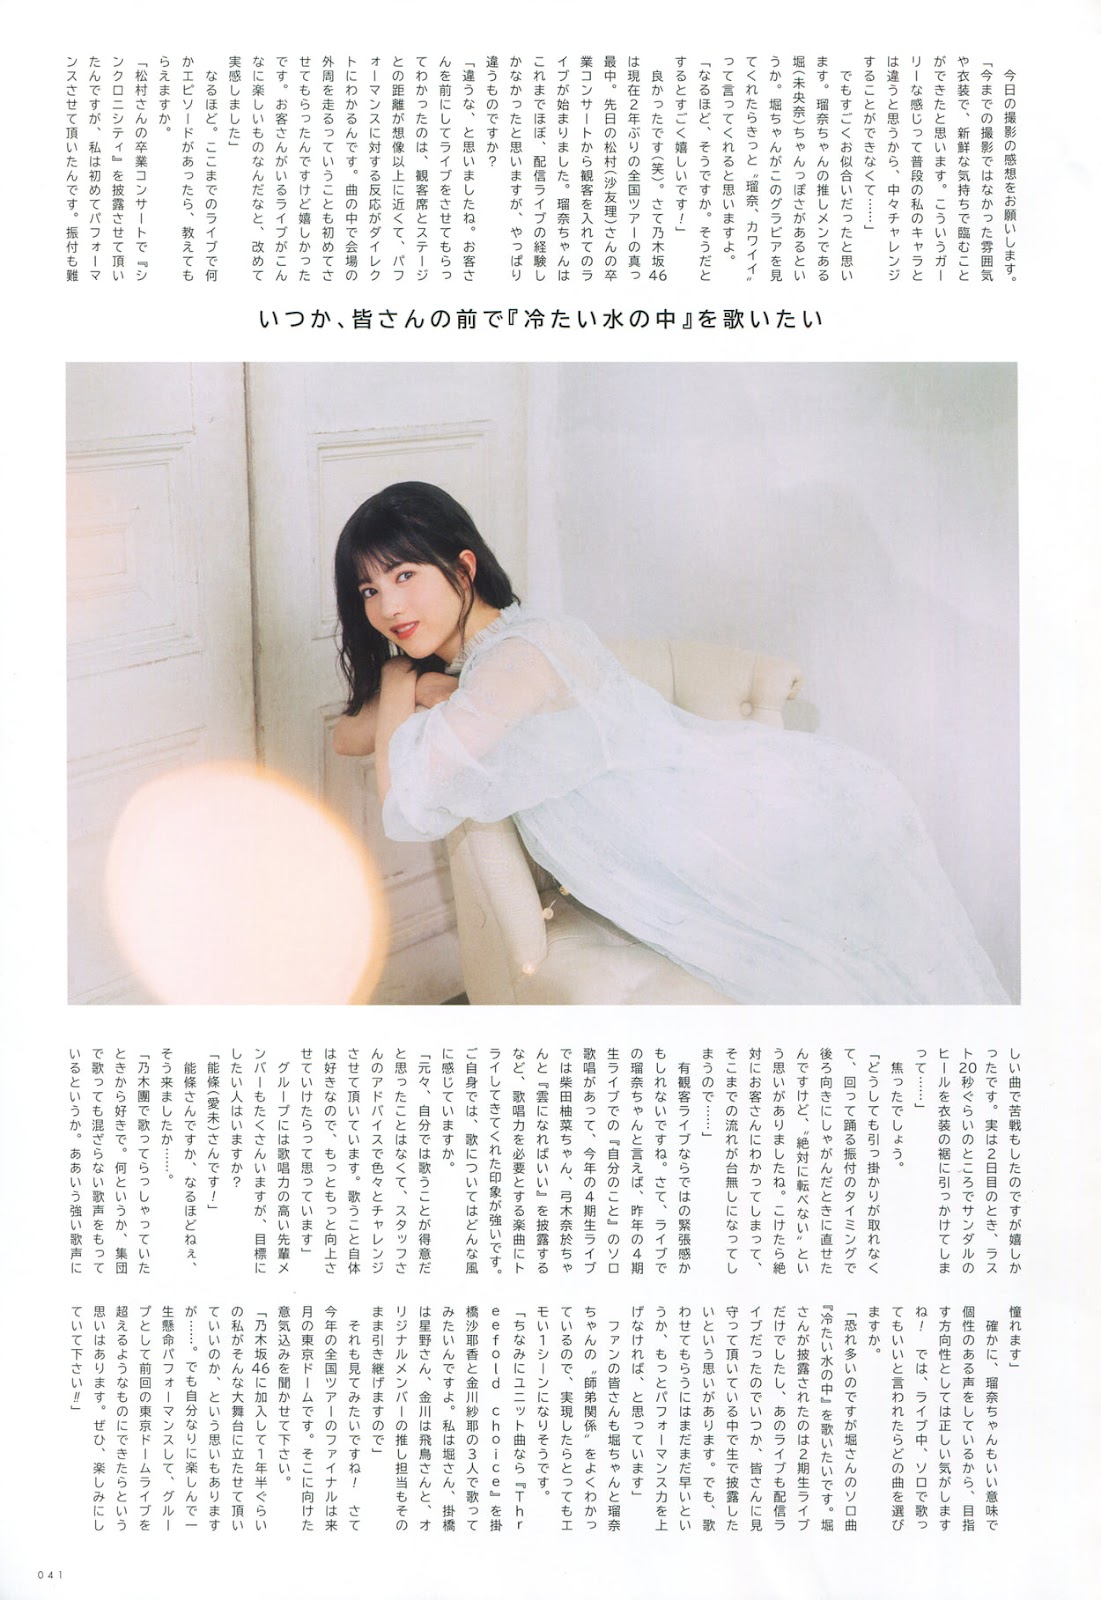 今日の撮影の感想をお願いします。
「今までの撮影ではなかった雰囲気
や衣装で、新鮮な気持ちで臨むこと
ができたと思います。こういうガー
リーな感じって普段の私のキャラと
は違うと思うから、中々チャレンジ
することができなくて……」
でもすごくお似合いだったと思い
ます。瑠奈ちゃんの推しメンである
堀(未央奈)ちゃんっぽさがあるとい
うか。堀ちゃんがこのグラビアを見
てくれたらきっと〝瑠奈、カワイイ〟
って言ってくれると思いますよ。
「なるほど、そうですか。そうだと
するとすごく嬉しいです!」
良かったです(笑)。さて乃木坂46
は現在2年ぶりの全国ツアーの真っ
最中。先日の松村(沙友理)さんの卒
業コンサートから観客を入れてのラ
イブが始まりました。瑠奈ちゃんは
これまでほぼ、配信ライブの経験し
かなかったと思いますが、やっぱり
違うものですか?
「違うな、と思いましたね。お客さ
んを前にしてライブをさせてもらっ
てわかったのは、観客席とステージ
との距離が想像以上に近くて、パフ
ォーマンスに対する反応がダイレク
トにわかるんです。曲の中で会場の
外周を走るっていうことも初めてさ
せてもらったんですけど嬉しかった
です。お客さんがいるライブがこん
なに楽しいものなんだなと、改めて
実感しました」
なるほど。ここまでのライブで何
かエピソードがあったら、教えても
らえますか。
「松村さんの卒業コンサートで『シ
ンクロニシティ』を披露させて頂い
たんですが、私は初めてパフォーマ
ンスさせて頂いたんです。振付も難
いつか、皆さんの前で『冷たい水の中』を歌いたい
しい曲で苦戦もしたのですが嬉しか
ったです。実は2日目のとき、ラス
ト20秒ぐらいのところでサンダルの
ヒールを衣装の裾に引っかけてしま
って……」
焦ったでしょう。
「どうしても引っ掛かりが取れなく
て、回って踊る振付のタイミングで
後ろ向きにしゃがんだときに直せた
んですけど、〝絶対に転べない〟とい
う思いがありましたね。こけたら絶
対にお客さんにわかってしまって、
そこまでの流れが台無しになってし
まうので……」
有観客ライブならではの緊張感か
もしれないですね。さて、ライブで
の瑠奈ちゃんと言えば、昨年の4期
生ライブでの『自分のこと』のソロ
歌唱があって、今年の4期生ライブ
では柴田柚菜ちゃん、弓木奈於ちゃ
んと『雲になればいい』を披露する
など、歌唱力を必要とする楽曲にト
ライしてきてくれた印象が強いです。
ご自身では、歌についてはどんな風
に感じていますか。
「元々、自分では歌うことが得意だ
と思ったことはなくて、スタッフさ
んのアドバイスで色々とチャレンジ
させて頂いています。歌うこと自体
は好きなので、もっともっと向上さ
せていけたらって思っています」
グループには歌唱力の高い先輩メ
ンバーもたくさんいますが、目標に
したい人はいますか?
「能條(愛未)さんです!」
能條さんですか、なるほどねぇ、
そう来ましたか……。
「乃木團で歌ってらっしゃっていた
ときから好きで。何というか、集団
で歌っても混ざらない歌声をもって
いるというか。ああいう強い歌声に
憧れます」
確かに、瑠奈ちゃんもいい意味で
個性のある声をしているから、目指
す方向性としては正しい気がします
ね!　では、ライブ中、ソロで歌っ
てもいいと言われたらどの曲を選び
ますか。
「恐れ多いのですが堀さんのソロ曲
『冷たい水の中』を歌いたいです。堀
さんが披露されたのは2期生ライブ
だけでしたし、あのライブも配信ラ
イブだったのでいつか、皆さんに見
守って頂いている中で生で披露した
いという思いがあります。でも、歌
わせてもらうにはまだまだ早いとい
うか、もっとパフォーマンス力を上
げなければ、と思っています」
ファンの皆さんも堀ちゃんと瑠奈
ちゃんの〝師弟関係〟をよくわかっ
ているので、実現したらとってもエ
モい1シーンになりそうです。
「ちなみにユニット曲なら『Thr
eefold choice』を掛
橋沙耶香と金川紗耶の3人で歌って
みたいんですよ。私は堀さん、掛橋
は星野さん、金川は飛鳥さんと、オ
リジナルメンバーの推し担当もその
まま引き継げますので」
それも見てみたいですね!　さて
今年の全国ツアーのファイナルは来
月の東京ドームです。そこに向けた
意気込みを聞かせて下さい。
「乃木坂46に加入して1年半ぐらい
の私がそんな大舞台に立たせて頂い
ていいのか、という思いもあります
が……。でも自分なりに楽しんで一
生懸命パフォーマンスして、グルー
プとして前回の東京ドームライブを
超えるようなものにできたらという
思いはあります。ぜひ、楽しみにし
ていて下さい!!」
041